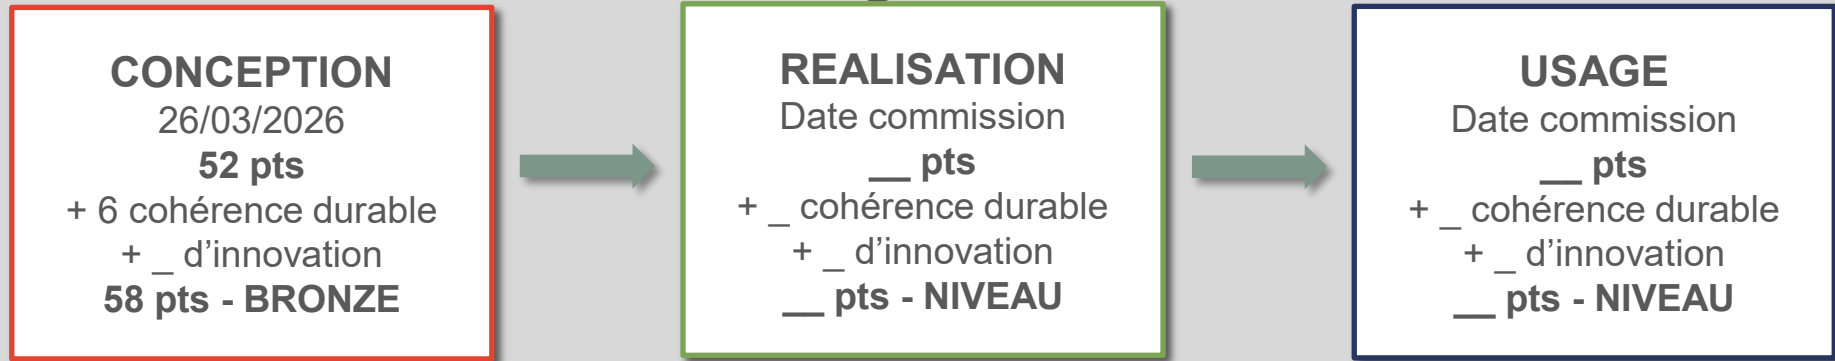 CONCEPTION
26/03/2026
52 pts
+ 6 cohérence durable
+ _ d’innovation
58 pts - BRONZE
REALISATION
Date commission
__ pts
+ _ cohérence durable
+ _ d’innovation
__ pts - NIVEAU
USAGE
Date commission
__ pts
+ _ cohérence durable
+ _ d’innovation
__ pts - NIVEAU